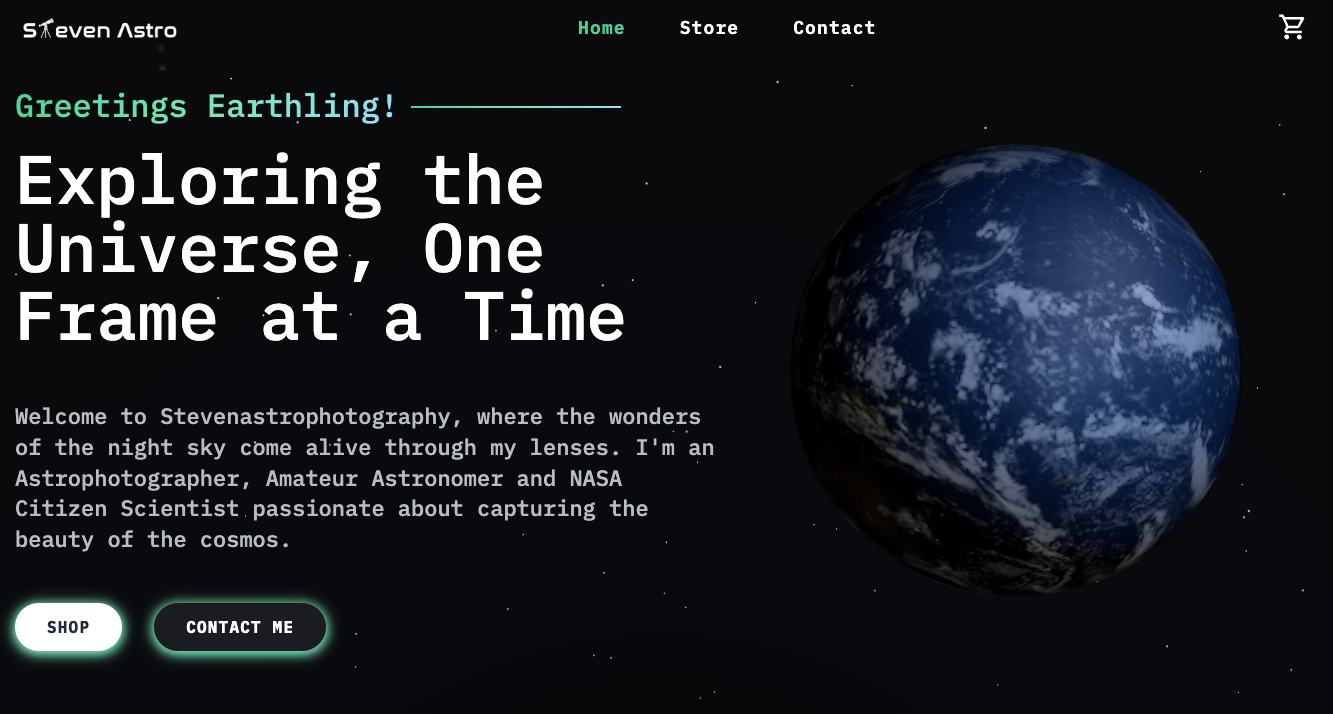 Steven Astro
Home Store Contact
Greetings Earthling!
Exploring the
Universe, One
Frame at a Time
Welcome to Stevenastrophotography, where the wonders
of the night sky come alive through my lenses. I'm an
Astrophotographer, Amateur Astronomer and NASA
Citizen Scientist passionate about capturing the
beauty of the cosmos.
SHOP CONTACT ME